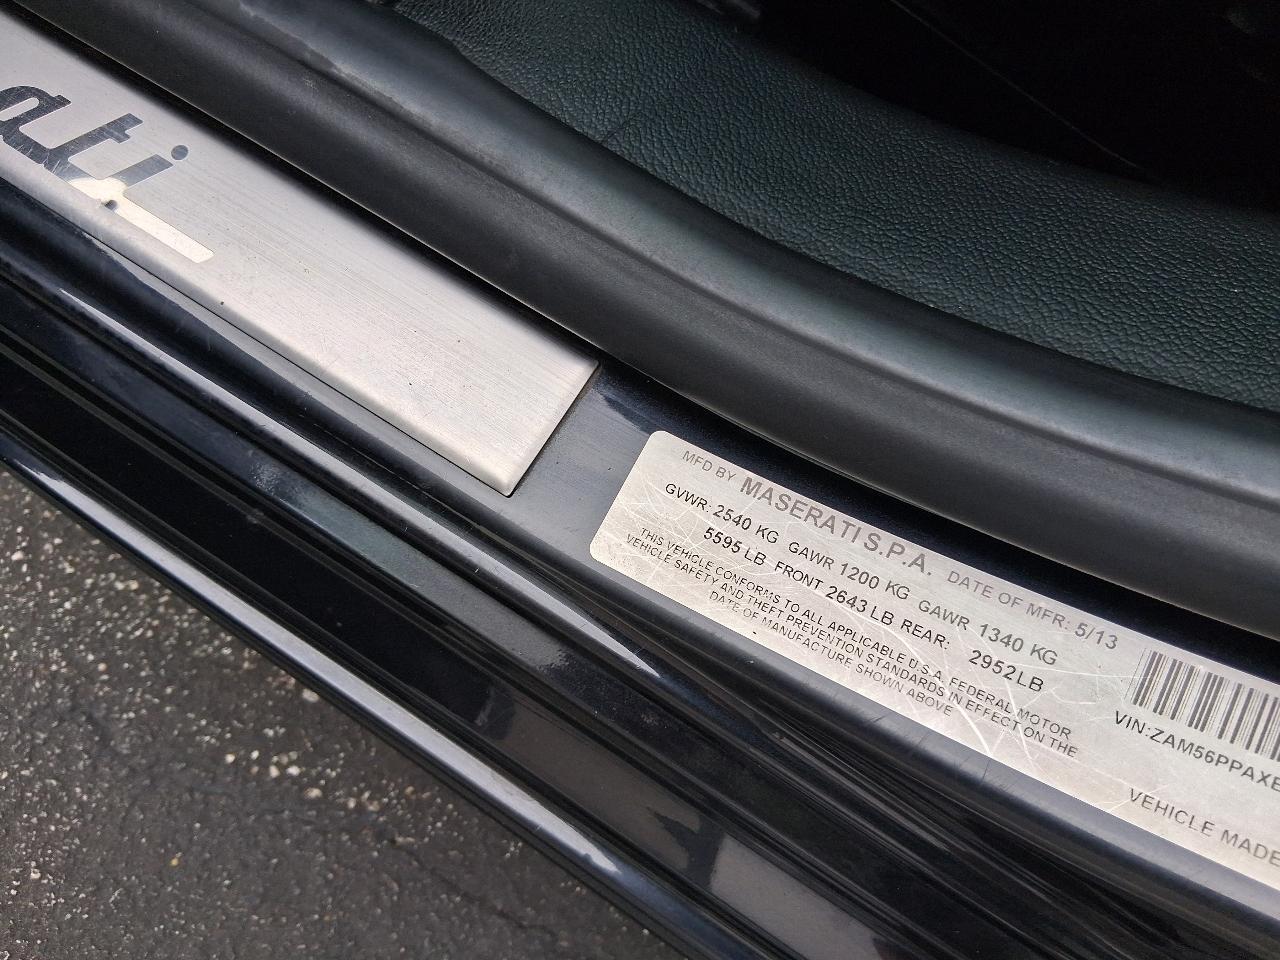 ati
MFD BY MASERATI S.P.A. DATE OF MFR: 5/13
GVWR: 2540 KG GAWR 1200 KG GAWR 1340 KG
5595 LB FRONT 2643 LB REAR: 2952 LB
THIS VEHICLE CONFORMS TO ALL APPLICABLE U.S.A. FEDERAL MOTOR
VEHICLE SAFETY AND THEFT PREVENTION STANDARDS IN EFFECT ON THE
DATE OF MANUFACTURE SHOWN ABOVE
VIN:ZAM56PPAXE
VEHICLE MADE